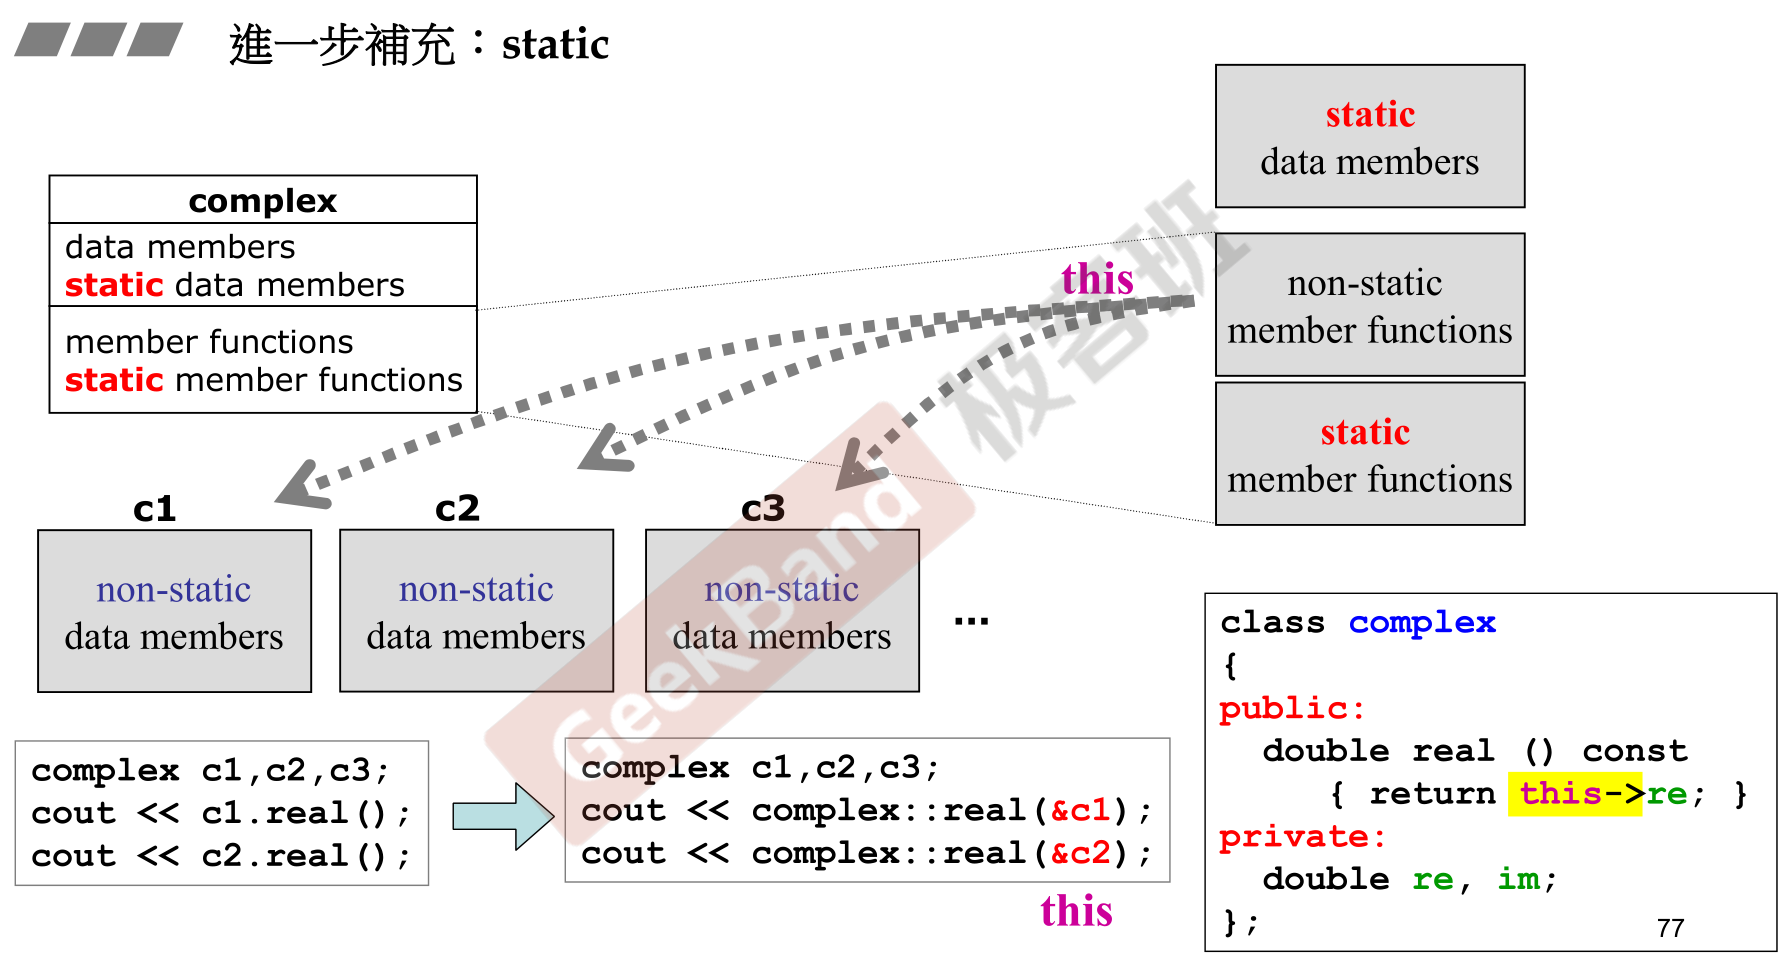 進一步補充：static
static
data members
complex
data members
static data members
member functions
static member functions
this
non-static
member functions
static
member functions
c1
c2
c3
non-static
data members
non-static
data members
non-static
data members
...
complex c1,c2,c3;
cout << c1.real();
cout << c2.real();
complex c1,c2,c3;
cout << complex::real(&c1);
cout << complex::real(&c2);
this
class complex
{
public:
double real () const
{ return this->re; }
private:
double re, im;
};
77
GeekBand
极客班